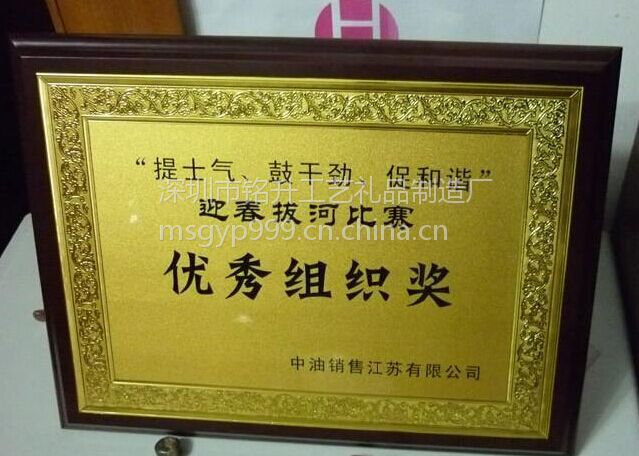 “提士气、鼓干劲、促和谐”
深圳市铭升工艺礼品制造厂
迎春拔河比赛
msgyp999.cn.china.cn
优秀组织奖
中油销售江苏有限公司